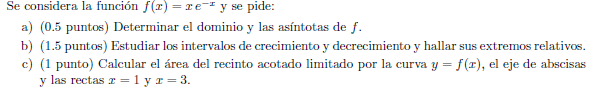 Se considera la función f(x) = x e^{-x} y se pide:
a) (0.5 puntos) Determinar el dominio y las asíntotas de f.
b) (1.5 puntos) Estudiar los intervalos de crecimiento y decrecimiento y hallar sus extremos relativos.
c) (1 punto) Calcular el área del recinto acotado limitado por la curva y = f(x), el eje de abscisas
y las rectas x = 1 y x = 3.